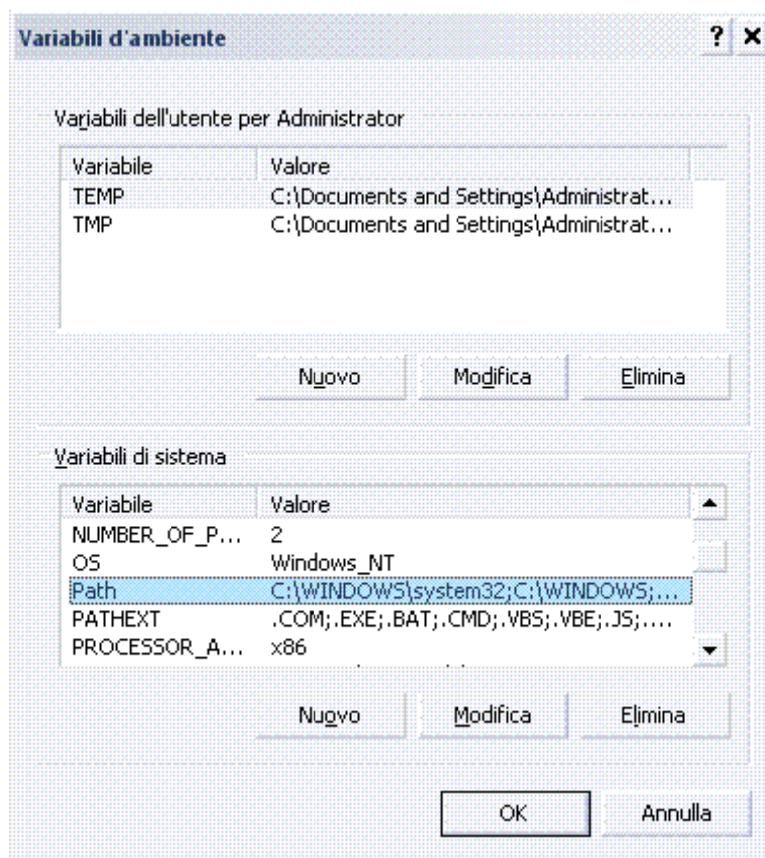 Variabili d'ambiente
Variabili dell'utente per Administrator
Variabile Valore
TEMP C:\Documents and Settings\Administrat...
TMP C:\Documents and Settings\Administrat...
Nuovo Modifica Elimina
Variabili di sistema
Variabile Valore
NUMBER_OF_P... 2
OS Windows_NT
Path C:\WINDOWS\system32;C:\WINDOWS;...
PATHEXT .COM;.EXE;.BAT;.CMD;.VBS;.VBE;.JS;....
PROCESSOR_A... x86
Nuovo Modifica Elimina
OK Annulla